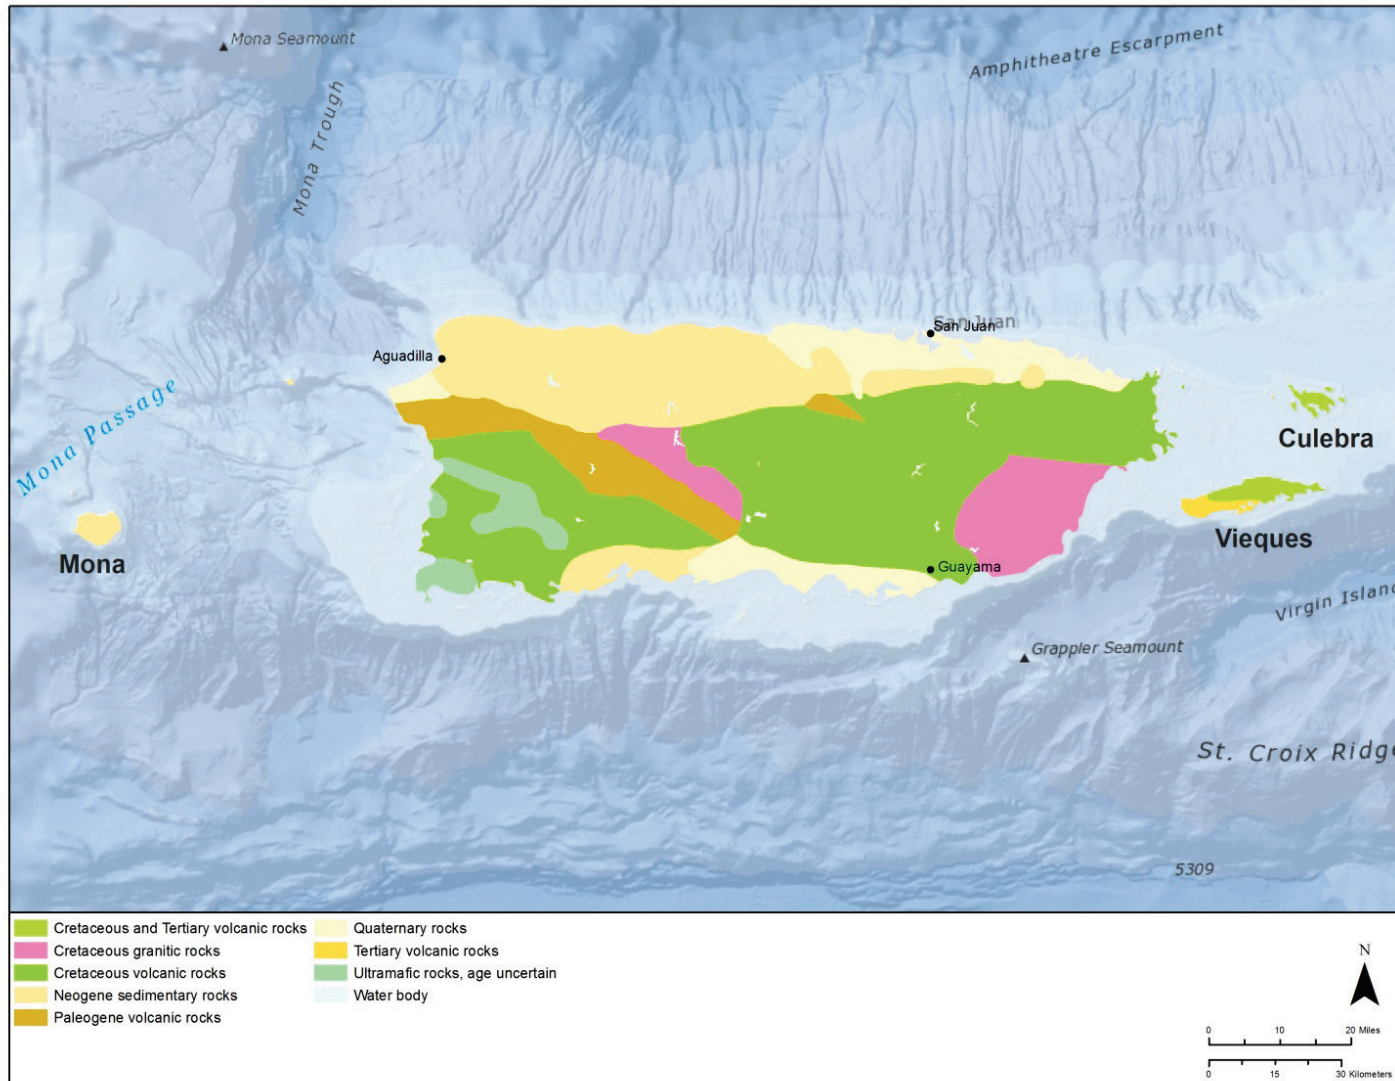 Mona Seamount
Amphitheatre Escarpment
Mona Trough
San Juan
San Juan
Aguadilla
Mona Passage
Culebra
Vieques
Mona
Guayama
Virgin Island
Grappler Seamount
St. Croix Ridge
5309
Cretaceous and Tertiary volcanic rocks
Cretaceous granitic rocks
Cretaceous volcanic rocks
Neogene sedimentary rocks
Paleogene volcanic rocks
Quaternary rocks
Tertiary volcanic rocks
Ultramafic rocks, age uncertain
Water body
N
0 10 20 Miles
0 15 30 Kilometers